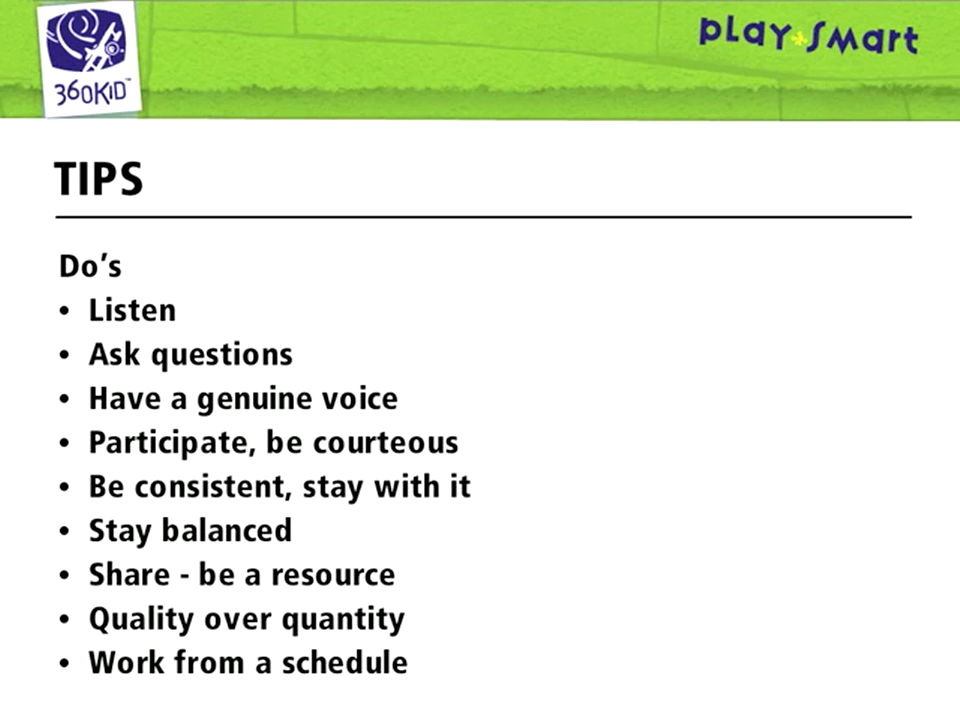 360KID™
play+smart
TIPS
Do’s
• Listen
• Ask questions
• Have a genuine voice
• Participate, be courteous
• Be consistent, stay with it
• Stay balanced
• Share - be a resource
• Quality over quantity
• Work from a schedule